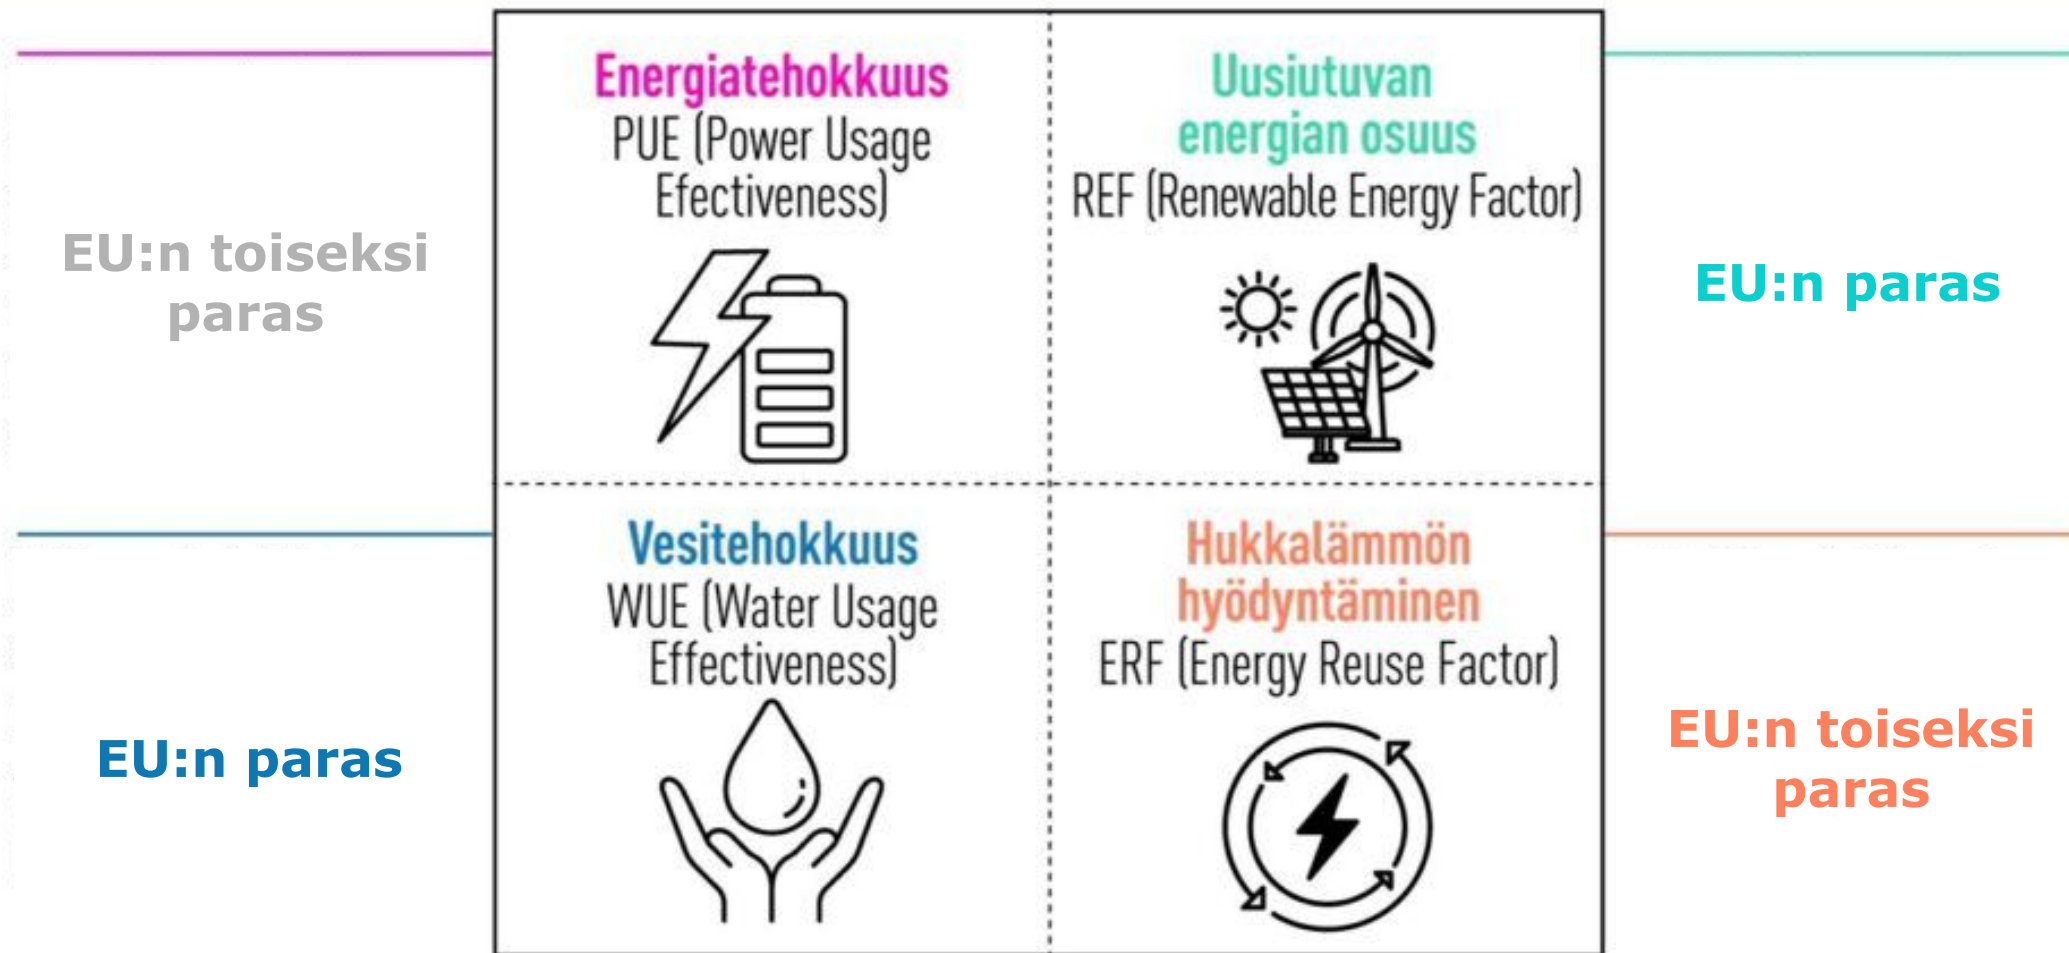 Energiatehokkuus
PUE (Power Usage
Efectiveness)
EU:n toiseksi
paras
Uusiutuvan
energian osuus
REF (Renewable Energy Factor)
EU:n paras
Vesitehokkuus
WUE (Water Usage
Effectiveness)
EU:n paras
Hukkalämmön
hyödyntäminen
ERF (Energy Reuse Factor)
EU:n toiseksi
paras